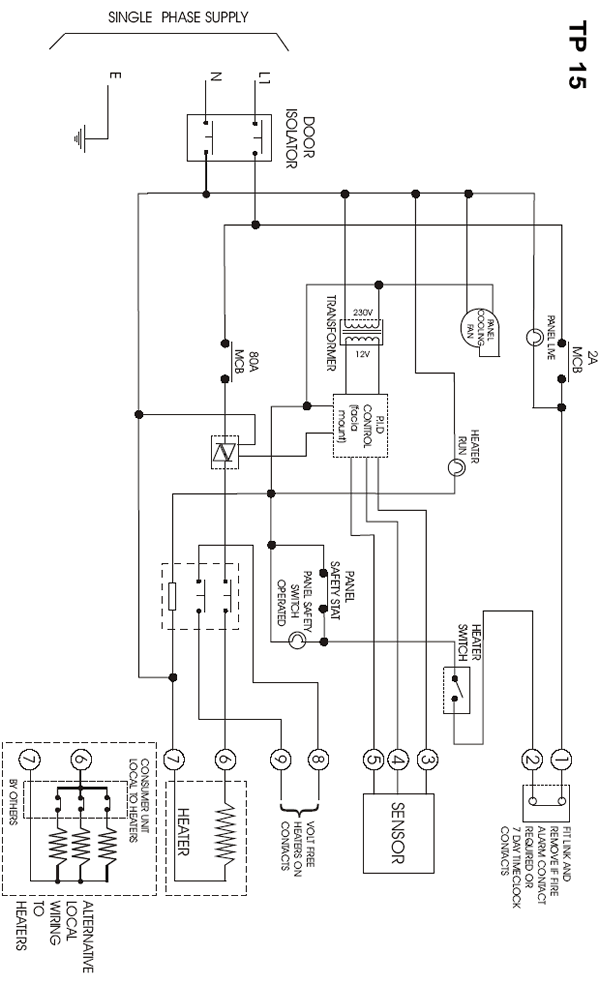 TP 15
SINGLE PHASE SUPPLY
E
N
L1
DOOR
ISOLATOR
2A
MCB
PANEL LIVE
PANEL
COOLING
FAN
230V
12V
TRANSFORMER
80A
MCB
P.I.D
CONTROL
(facia
mount)
HEATER
RUN
PANEL
SAFETY STAT
PANEL SAFETY
SWITCH
OPERATED
HEATER
SWITCH
1
2
3
4
5
8
9
6
7
FIT LINK AND
REMOVE IF FIRE
ALARM CONTACT
REQUIRED OR
7 DAY TIMECLOCK
CONTACTS
SENSOR
VOLT FREE
HEATERS ON
CONTACTS
HEATER
CONSUMER UNIT
LOCAL TO HEATERS
6
7
BY OTHERS
ALTERNATIVE
LOCAL
WIRING
TO
HEATERS